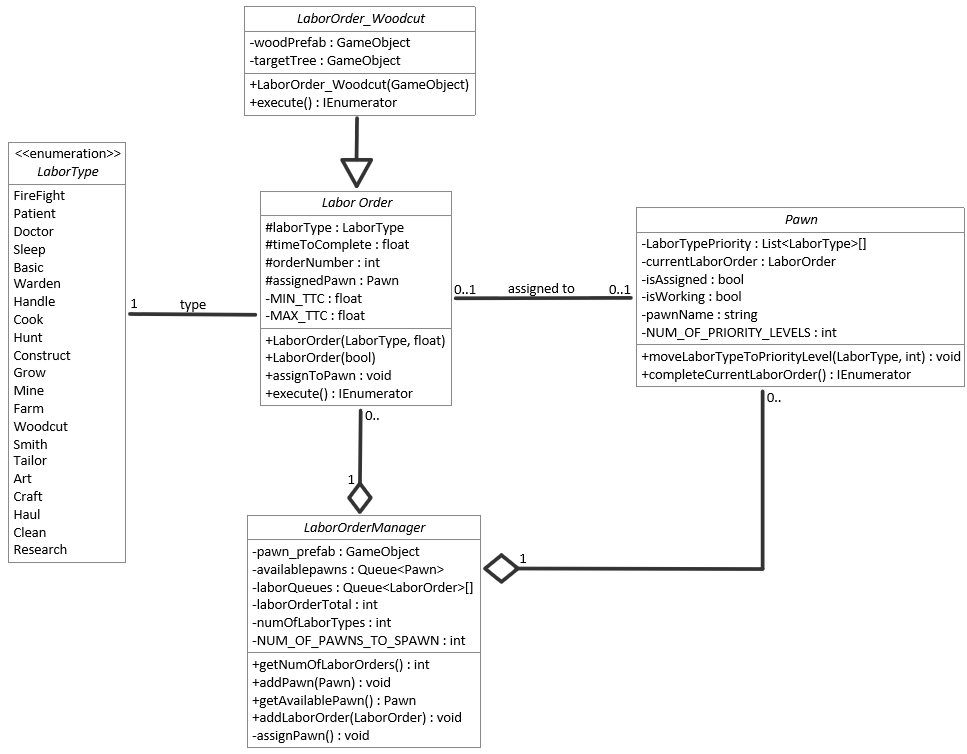 LaborOrder_Woodcut
-woodPrefab : GameObject
-targetTree : GameObject
+LaborOrder_Woodcut(GameObject)
+execute() : IEnumerator
<<enumeration>>
LaborType
FireFight
Patient
Doctor
Sleep
Basic
Warden
Handle
Cook
Hunt
Construct
Grow
Mine
Farm
Woodcut
Smith
Tailor
Art
Craft
Haul
Clean
Research
1
type
Labor Order
#laborType : LaborType
#timeToComplete : float
#orderNumber : int
#assignedPawn : Pawn
-MIN_TTC : float
-MAX_TTC : float
+LaborOrder(LaborType, float)
+LaborOrder(bool)
+assignToPawn : void
+execute() : IEnumerator
0..1
assigned to
0..1
Pawn
-LaborTypePriority : List<LaborType>[]
-currentLaborOrder : LaborOrder
-isAssigned : bool
-isWorking : bool
-pawnName : string
-NUM_OF_PRIORITY_LEVELS : int
+moveLaborTypeToPriorityLevel(LaborType, int) : void
+completeCurrentLaborOrder() : IEnumerator
0..
0..
1
LaborOrderManager
-pawn_prefab : GameObject
-availablepawns : Queue<Pawn>
-laborQueues : Queue<LaborOrder>[]
-laborOrderTotal : int
-numOfLaborTypes : int
-NUM_OF_PAWNS_TO_SPAWN : int
+getNumOfLaborOrders() : int
+addPawn(Pawn) : void
+getAvailablePawn() : Pawn
+addLaborOrder(LaborOrder) : void
-assignPawn() : void
1